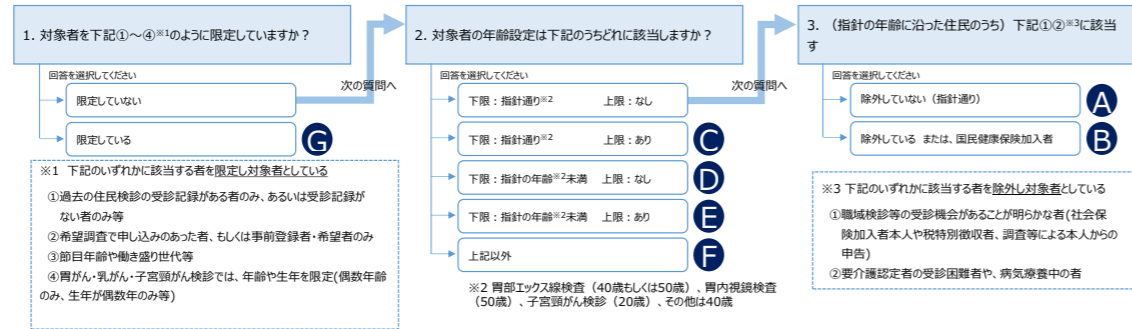 1. 対象者を下記①～④※1のように限定していますか？
回答を選択してください
限定していない
次の質問へ
限定している
G
※1 下記のいずれかに該当する者を限定し対象者としている
①過去の住民検診の受診記録がある者のみ、あるいは受診記録が
ない者のみ等
②希望調査で申し込みのあった者、もしくは事前登録者・希望者のみ
③節目年齢や働き盛り世代等
④胃がん・乳がん・子宮頸がん検診では、年齢や生年を限定(偶数年齢
のみ、生年が偶数年のみ等)
2. 対象者の年齢設定は下記のうちどれに該当しますか？
回答を選択してください
下限：指針通り※2 上限：なし
次の質問へ
下限：指針通り※2 上限：あり
C
下限：指針の年齢※2未満 上限：なし
D
下限：指針の年齢※2未満 上限：あり
E
上記以外
F
※2 胃部エックス線検査（40歳もしくは50歳）、胃内視鏡検査
（50歳）、子宮頸がん検診（20歳）、その他は40歳
3. （指針の年齢に沿った住民のうち）下記①②※3に該当
す
回答を選択してください
除外していない（指針通り）
A
除外している または、国民健康保険加入者
B
※3 下記のいずれかに該当する者を除外し対象者としている
①職域検診等の受診機会があることが明らかな者(社会保
険加入者本人や税特別徴収者、調査等による本人からの
申告)
②要介護認定者の受診困難者や、病気療養中の者